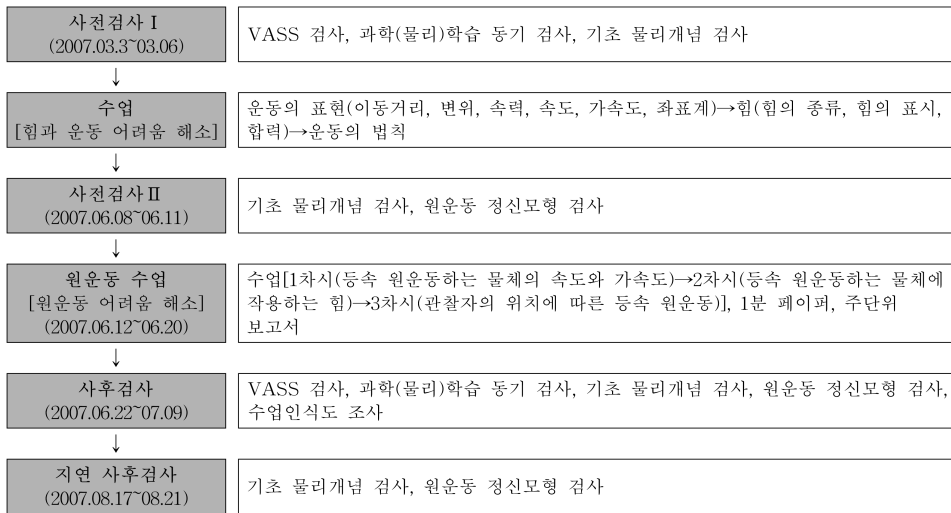 사전검사 I
(2007.03.3~03.06)
VASS 검사, 과학(물리)학습 동기 검사, 기초 물리개념 검사
수업
[힘과 운동 어려움 해소]
운동의 표현(이동거리, 변위, 속력, 속도, 가속도, 좌표계)→힘(힘의 종류, 힘의 표시,
합력)→운동의 법칙
사전검사Ⅱ
(2007.06.08~06.11)
기초 물리개념 검사, 원운동 정신모형 검사
원운동 수업
[원운동 어려움 해소]
(2007.06.12~06.20)
수업[1차시(등속 원운동하는 물체의 속도와 가속도)→2차시(등속 원운동하는 물체에
작용하는 힘)→3차시(관찰자의 위치에 따른 등속 원운동)], 1분 페이퍼, 주단위
보고서
사후검사
(2007.06.22~07.09)
VASS 검사, 과학(물리)학습 동기 검사, 기초 물리개념 검사, 원운동 정신모형 검사,
수업인식도 조사
지연 사후검사
(2007.08.17~08.21)
기초 물리개념 검사, 원운동 정신모형 검사